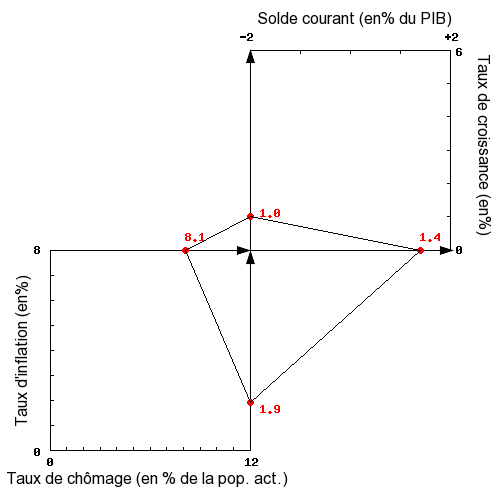 Solde courant (en% du PIB)
-2 +2
6
Taux de croissance (en%)
1.0
8.1 1.4
8 0
Taux d'inflation (en%)
1.9
0
0 12
Taux de chômage (en % de la pop. act.)